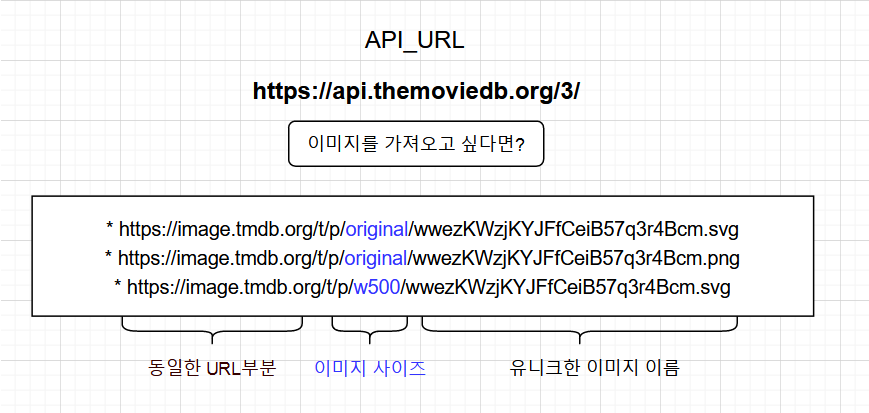 API_URL
https://api.themoviedb.org/3/
이미지를 가져오고 싶다면?
* https://image.tmdb.org/t/p/original/wwezKWzjKYJFfCeiB57q3r4Bcm.svg
* https://image.tmdb.org/t/p/original/wwezKWzjKYJFfCeiB57q3r4Bcm.png
* https://image.tmdb.org/t/p/w500/wwezKWzjKYJFfCeiB57q3r4Bcm.svg
동일한 URL부분 이미지 사이즈 유니크한 이미지 이름